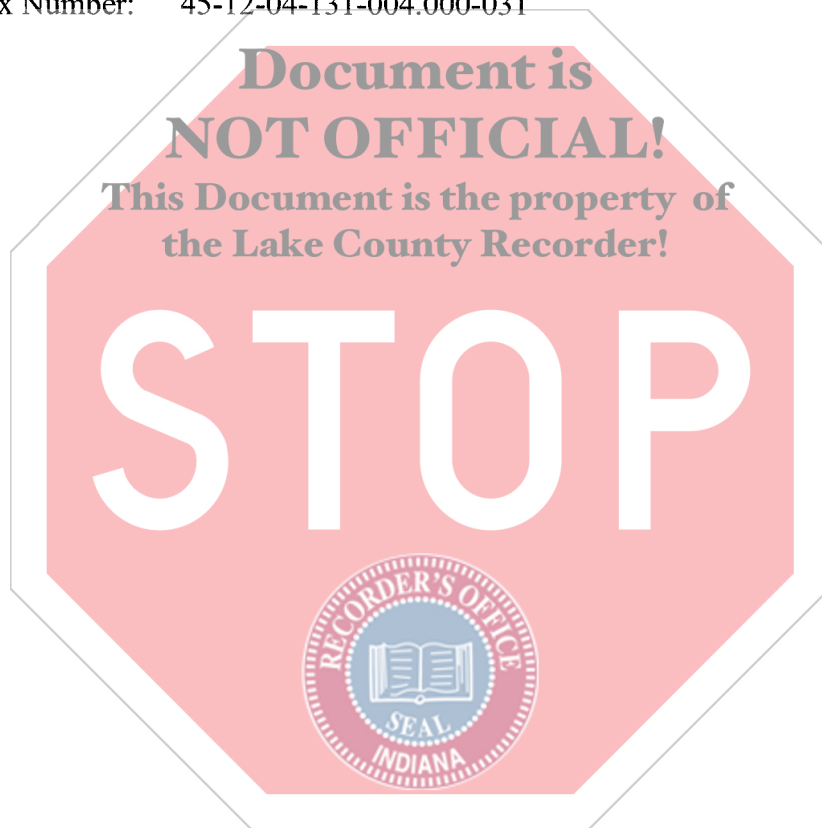 x Number: 45-12-04-131-004.000-031
Document is
NOT OFFICIAL!
This Document is the property of
the Lake County Recorder!
STOP
RECORDER'S OFFICE
SEAL
INDIANA